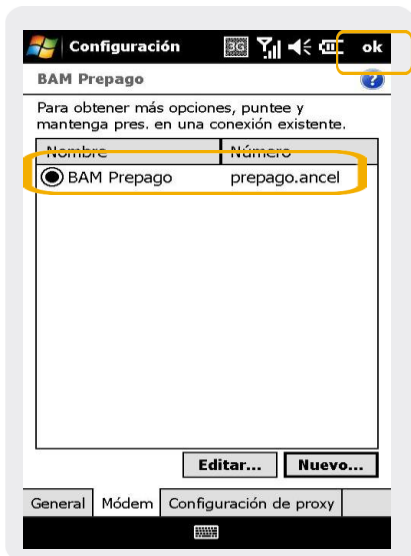 Configuración 3G ok
BAM Prepago ?
Para obtener más opciones, puntee y
mantenga pres. en una conexión existente.
Nombre Número
BAM Prepago prepago.ancel
Editar... Nuevo...
General Módem Configuración de proxy